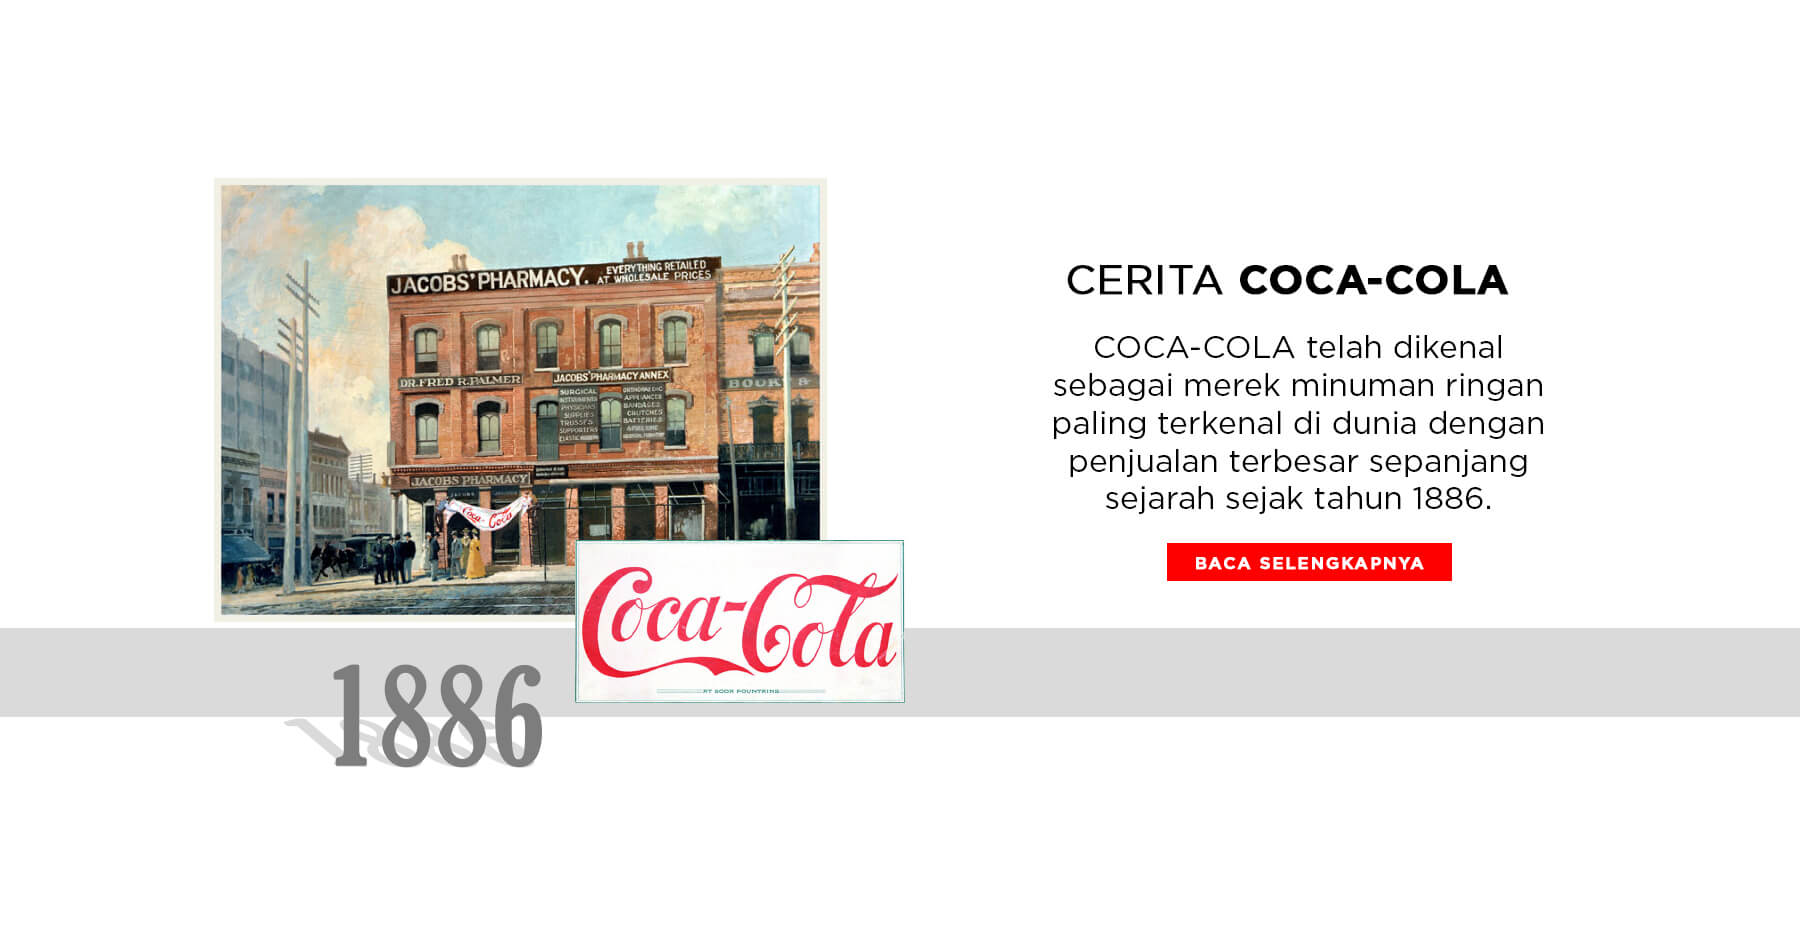 JACOBS' PHARMACY. EVERYTHING RETAILED
AT WHOLESALE PRICES
DR. FRED R. PALMER
JACOBS' PHARMACY ANNEX
BOOKS &
SURGICAL
INSTRUMENTS
PHYSICIANS
SUPPLIES
TRUSSES
SUPPORTERS
ORTHOPAEDIC
APPLIANCES
BANDAGES
CRUTCHES
BATTERIES
JACOBS' PHARMACY
Coca-Cola
Coca-Cola
AT SODA FOUNTAINS
1886
CERITA COCA-COLA
COCA-COLA telah dikenal
sebagai merek minuman ringan
paling terkenal di dunia dengan
penjualan terbesar sepanjang
sejarah sejak tahun 1886.
BACA SELENGKAPNYA